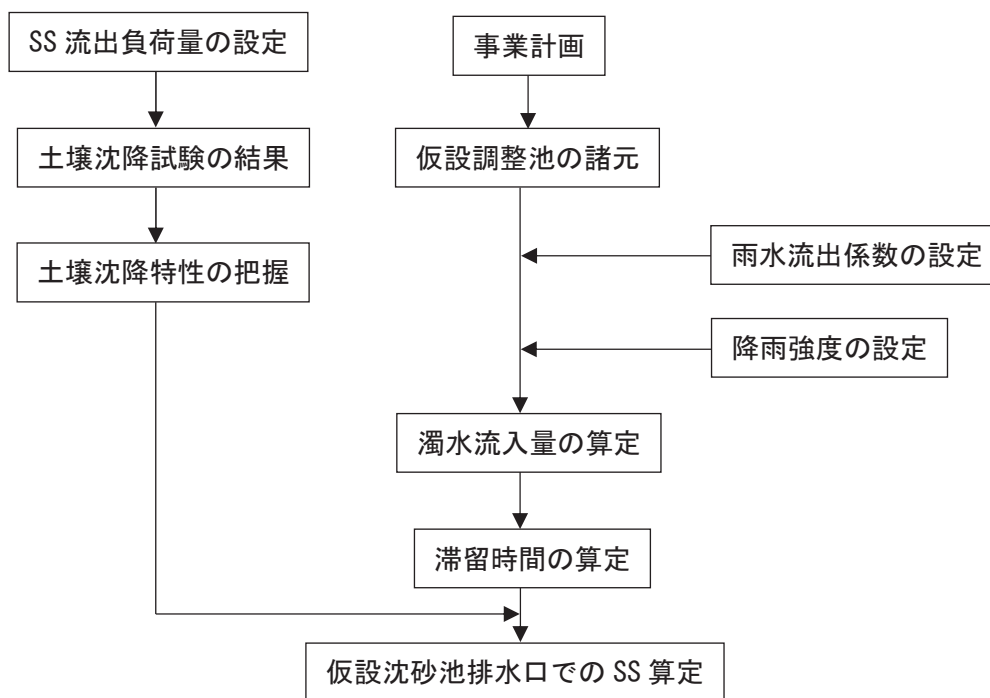 SS 流出負荷量の設定
事業計画
土壌沈降試験の結果
仮設調整池の諸元
土壌沈降特性の把握
雨水流出係数の設定
降雨強度の設定
濁水流入量の算定
滞留時間の算定
仮設沈砂池排水口での SS 算定